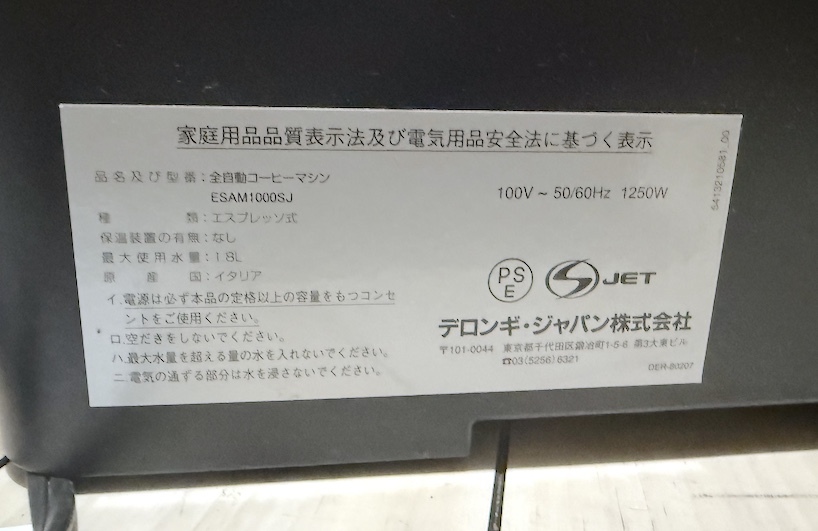 家庭用品品質表示法及び電気用品安全法に基づく表示
品名及び型番：全自動コーヒーマシン
ESAM1000SJ
種　　　類：エスプレッソ式
保温装置の有無：なし
最大使用水量：1.8L
原　産　国：イタリア
イ.電源は必ず本品の定格以上の容量をもつコンセ
ントをご使用ください。
ロ.空だきをしないでください。
ハ.最大水量を超える量の水を入れないでください。
ニ.電気の通ずる部分は水を浸さないでください。
100V ~ 50/60Hz 1250W
PS
E
S JET
デロンギ・ジャパン株式会社
〒101-0044 東京都千代田区鍛冶町1-5-6 第3大東ビル
☎03(5256)6321
DER-80207
5413210581_00